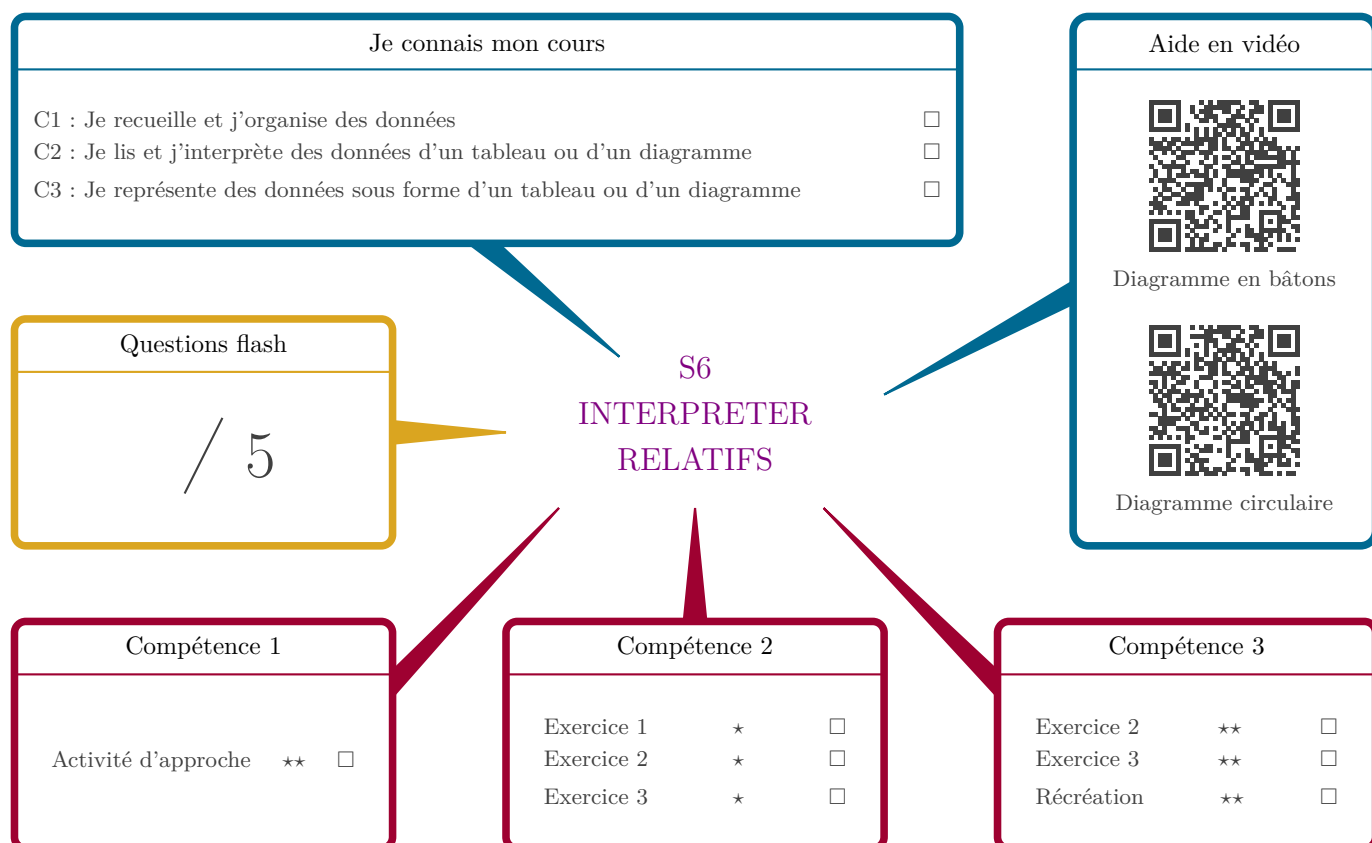 Je connais mon cours
C1 : Je recueille et j'organise des données □
C2 : Je lis et j'interprète des données d'un tableau ou d'un diagramme □
C3 : Je représente des données sous forme d'un tableau ou d'un diagramme □
Aide en vidéo
Diagramme en bâtons
Diagramme circulaire
Questions flash
/ 5
S6
INTERPRETER
RELATIFS
Compétence 1
Activité d'approche ⋆⋆ □
Compétence 2
Exercice 1 ⋆ □
Exercice 2 ⋆ □
Exercice 3 ⋆ □
Compétence 3
Exercice 2 ⋆⋆ □
Exercice 3 ⋆⋆ □
Récréation ⋆⋆ □